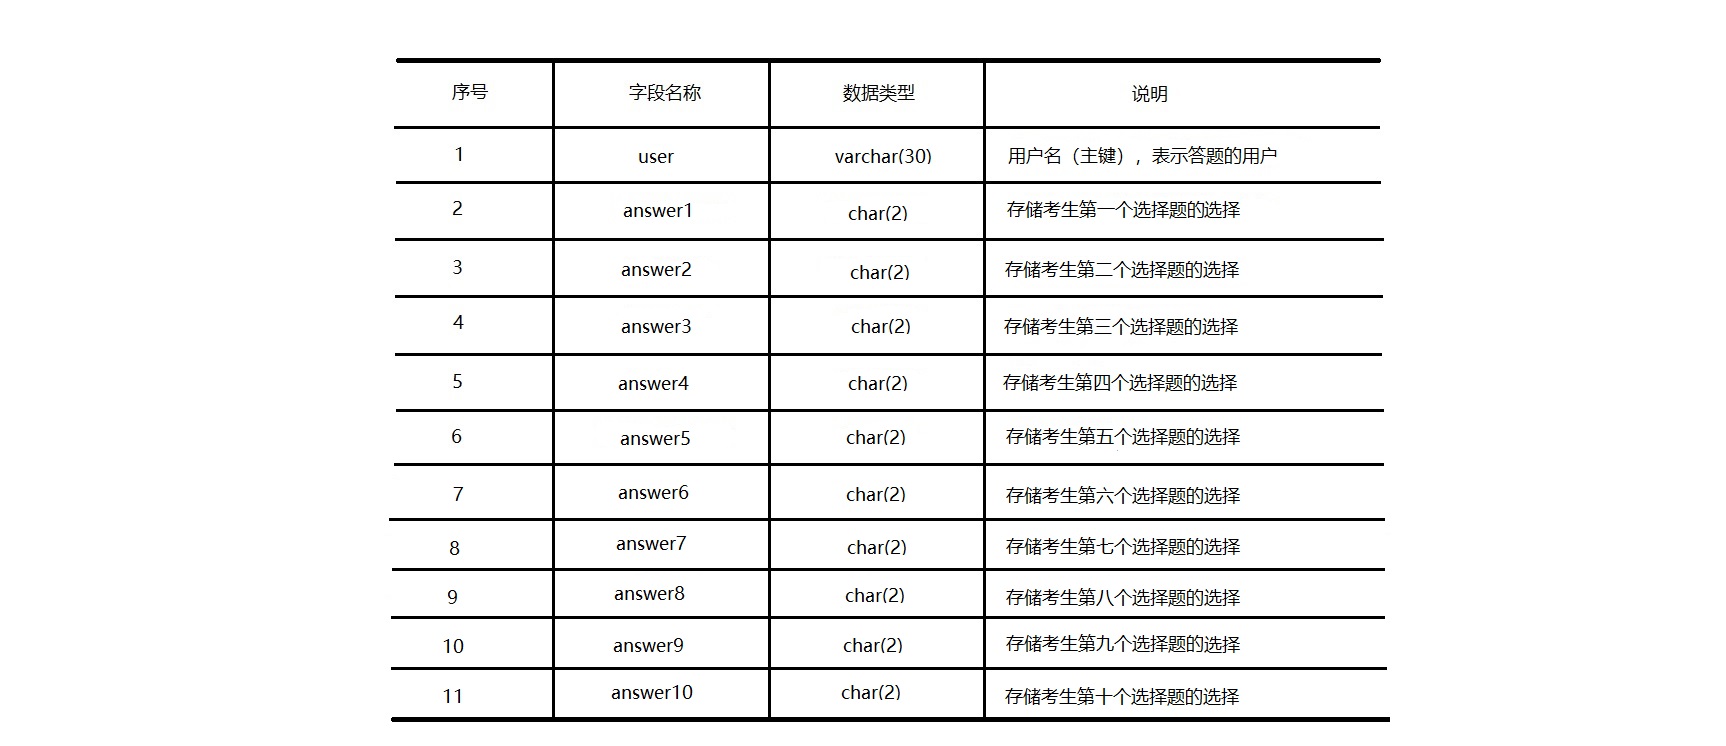 序号 字段名称 数据类型 说明
1 user varchar(30) 用户名（主键），表示答题的用户
2 answer1 char(2) 存储考生第一个选择题的选择
3 answer2 char(2) 存储考生第二个选择题的选择
4 answer3 char(2) 存储考生第三个选择题的选择
5 answer4 char(2) 存储考生第四个选择题的选择
6 answer5 char(2) 存储考生第五个选择题的选择
7 answer6 char(2) 存储考生第六个选择题的选择
8 answer7 char(2) 存储考生第七个选择题的选择
9 answer8 char(2) 存储考生第八个选择题的选择
10 answer9 char(2) 存储考生第九个选择题的选择
11 answer10 char(2) 存储考生第十个选择题的选择